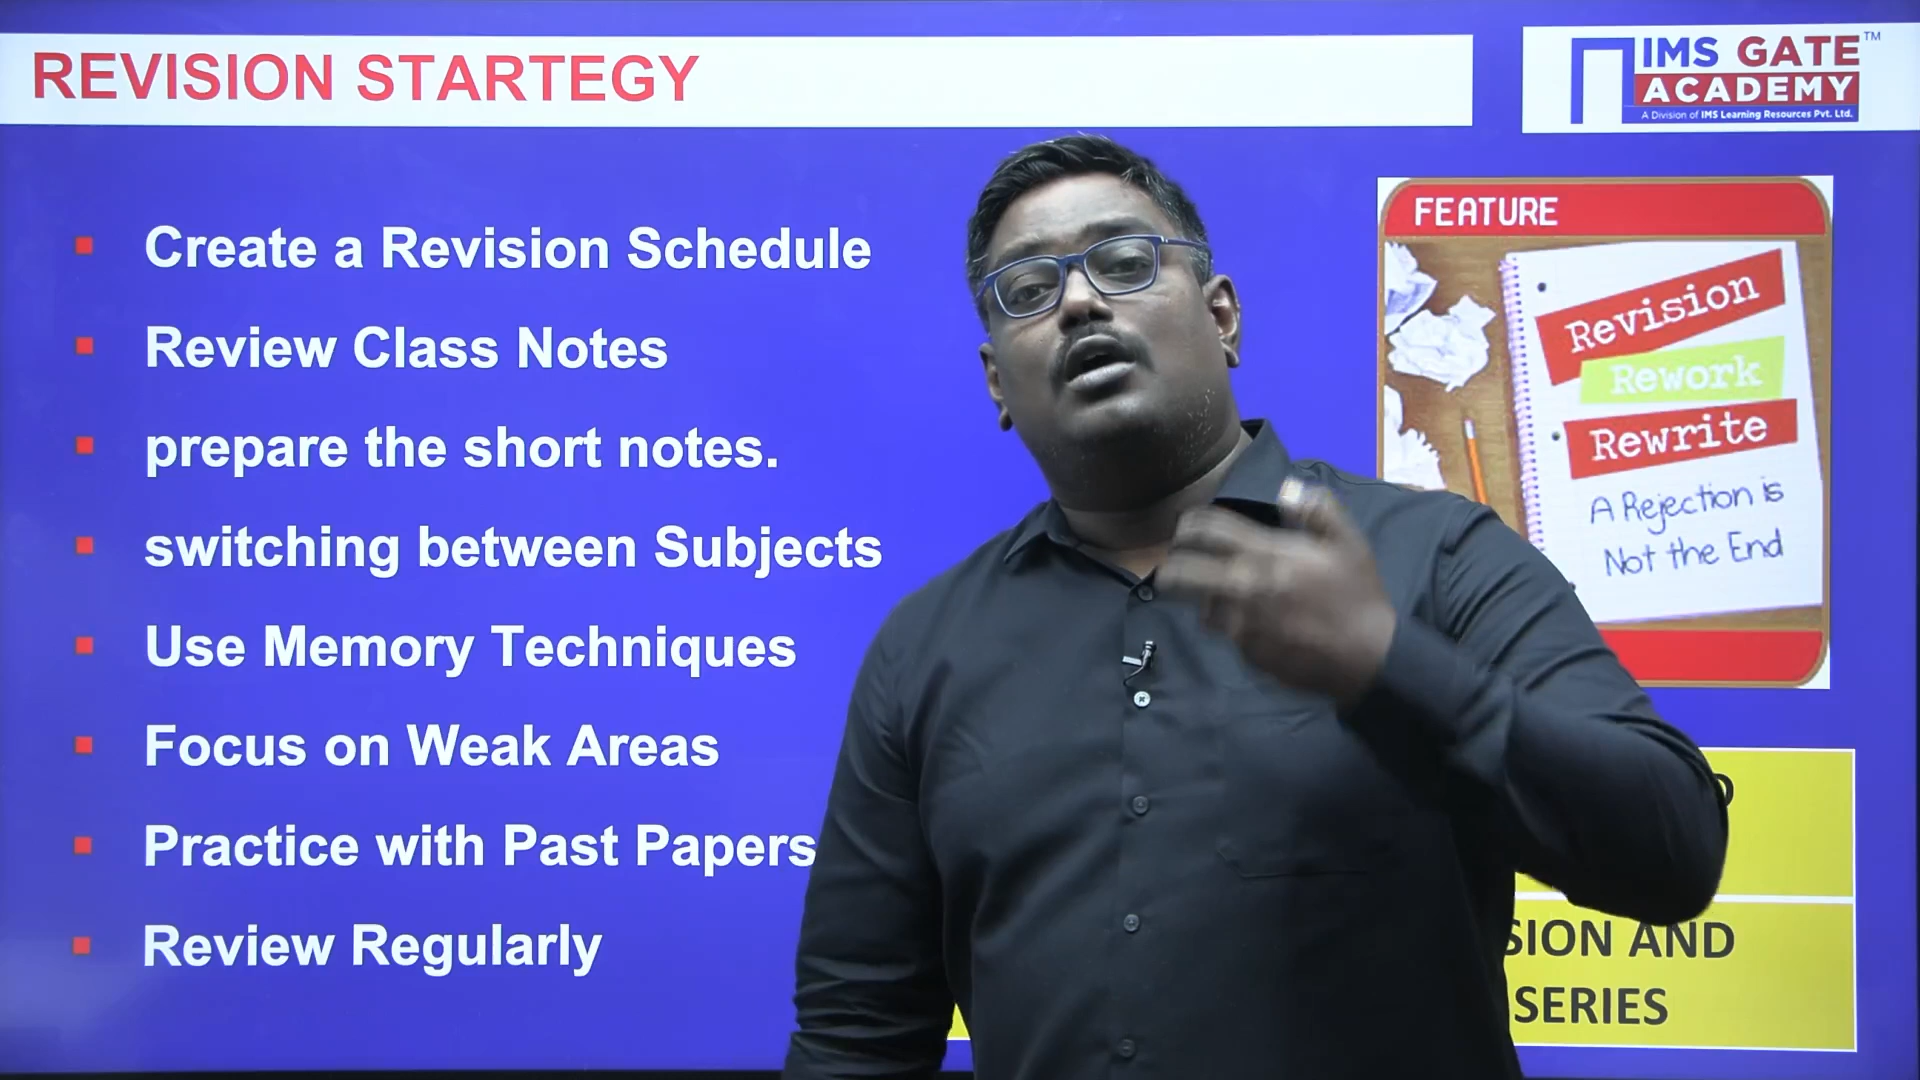 REVISION STARTEGY
IMS GATE
TM
ACADEMY
A Division of IMS Learning Resources Pvt. Ltd.
Create a Revision Schedule
Review Class Notes
prepare the short notes.
switching between Subjects
Use Memory Techniques
Focus on Weak Areas
Practice with Past Papers
Review Regularly
FEATURE
Revision
Rework
Rewrite
A Rejection is
Not the End
AND
SERIES